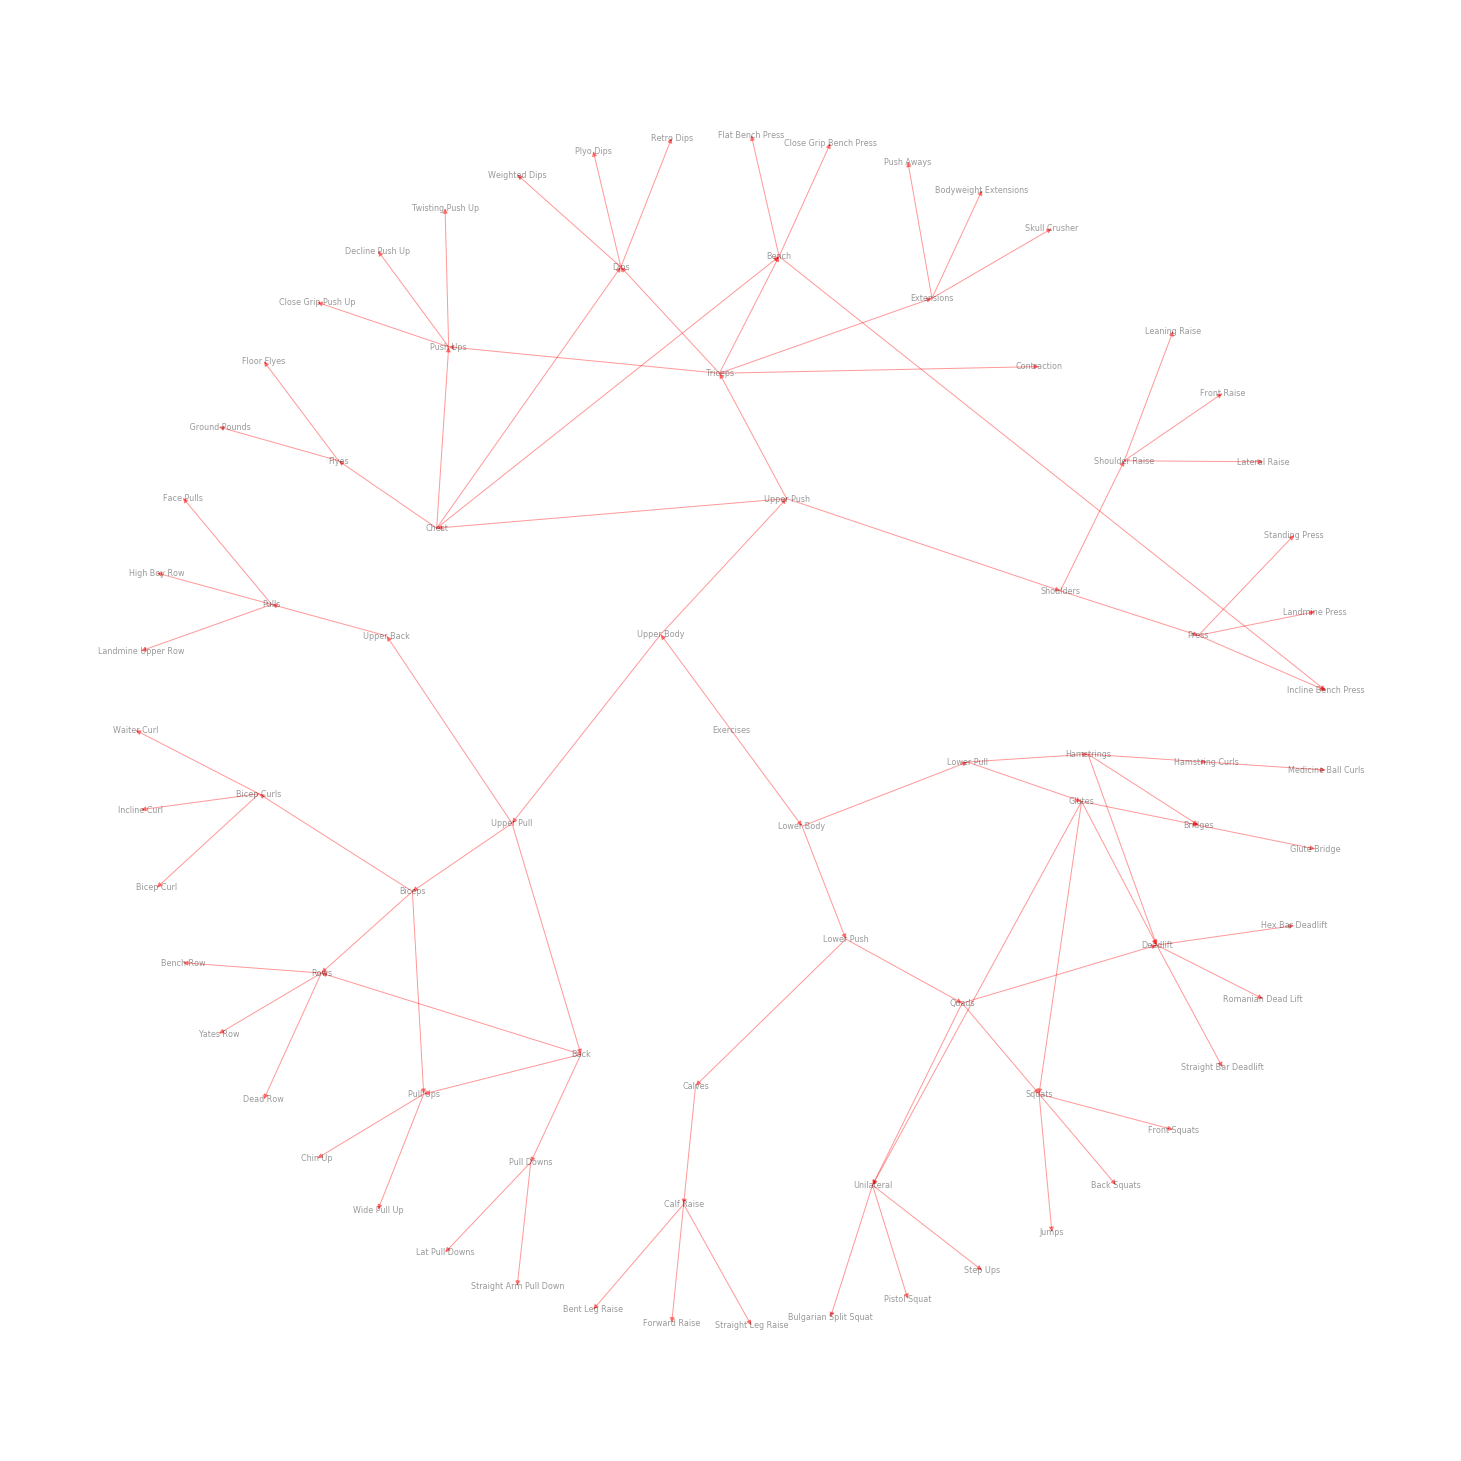 Flat Bench Press
Retro Dips
Close Grip Bench Press
Plyo Dips
Push Aways
Weighted Dips
Bodyweight Extensions
Twisting Push Up
Skull Crusher
Decline Push Up
Bench
Dips
Extensions
Close Grip Push Up
Leaning Raise
Push Ups
Floor Flyes
Contraction
Triceps
Front Raise
Ground Pounds
Flyes
Shoulder Raise
Lateral Raise
Face Pulls
Upper Push
Chest
Standing Press
High Boy Row
Shoulders
Pulls
Landmine Press
Upper Body
Press
Upper Back
Landmine Upper Row
Incline Bench Press
Waiter Curl
Exercises
Hamstrings
Lower Pull
Hamstring Curls
Medicine Ball Curls
Bicep Curls
Glutes
Incline Curl
Upper Pull
Lower Body
Bridges
Glute Bridge
Bicep Curl
Biceps
Hex Bar Deadlift
Lower Push
Deadlift
Bench Row
Rows
Romanian Dead Lift
Quads
Yates Row
Back
Straight Bar Deadlift
Calves
Pull Ups
Squats
Dead Row
Front Squats
Chin Up
Pull Downs
Unilateral
Back Squats
Calf Raise
Wide Pull Up
Jumps
Lat Pull Downs
Step Ups
Straight Arm Pull Down
Pistol Squat
Bent Leg Raise
Bulgarian Split Squat
Forward Raise
Straight Leg Raise